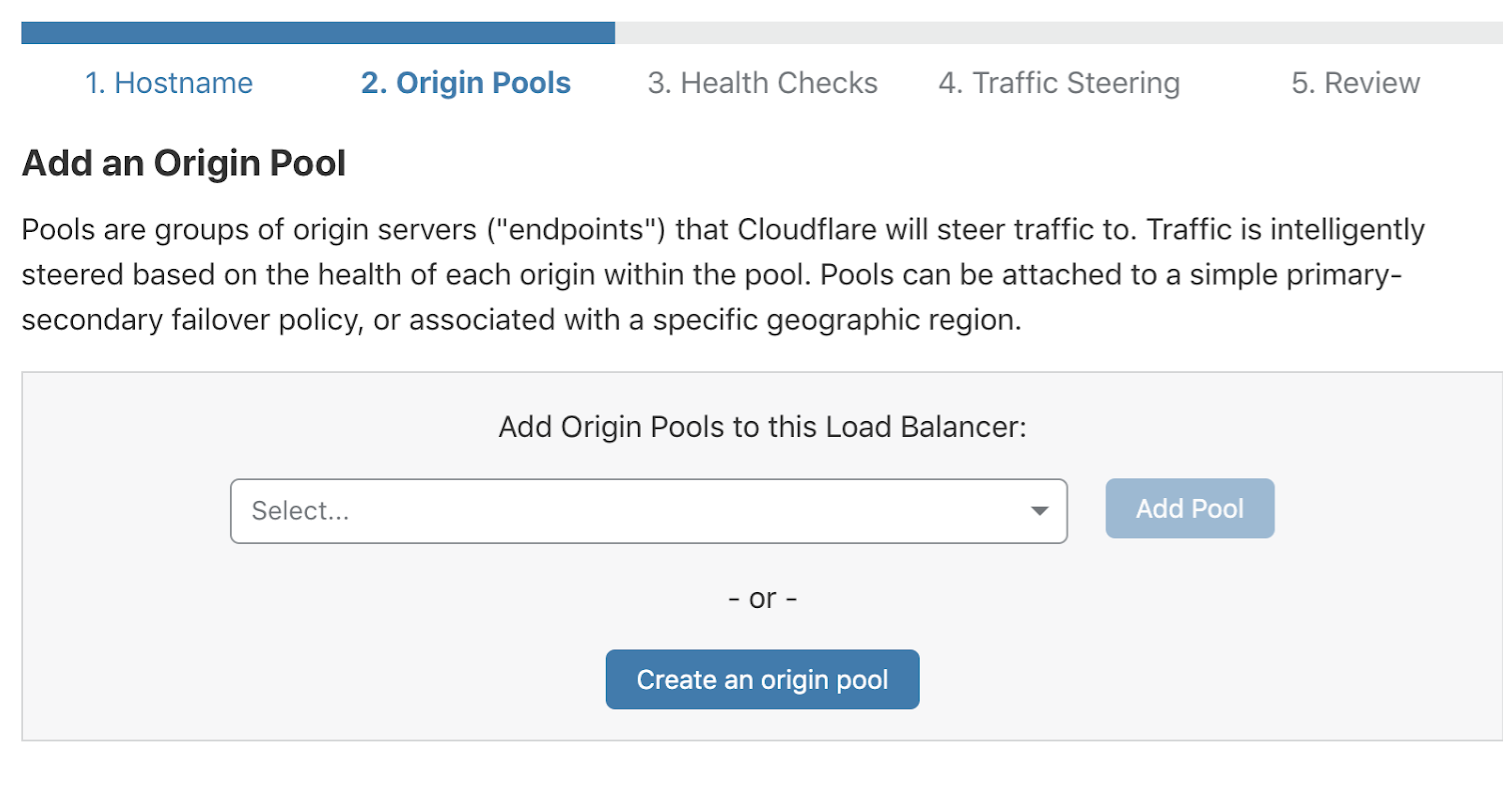 1. Hostname 2. Origin Pools 3. Health Checks 4. Traffic Steering 5. Review
Add an Origin Pool
Pools are groups of origin servers ("endpoints") that Cloudflare will steer traffic to. Traffic is intelligently
steered based on the health of each origin within the pool. Pools can be attached to a simple primary-
secondary failover policy, or associated with a specific geographic region.
Add Origin Pools to this Load Balancer:
Select... Add Pool
- or -
Create an origin pool